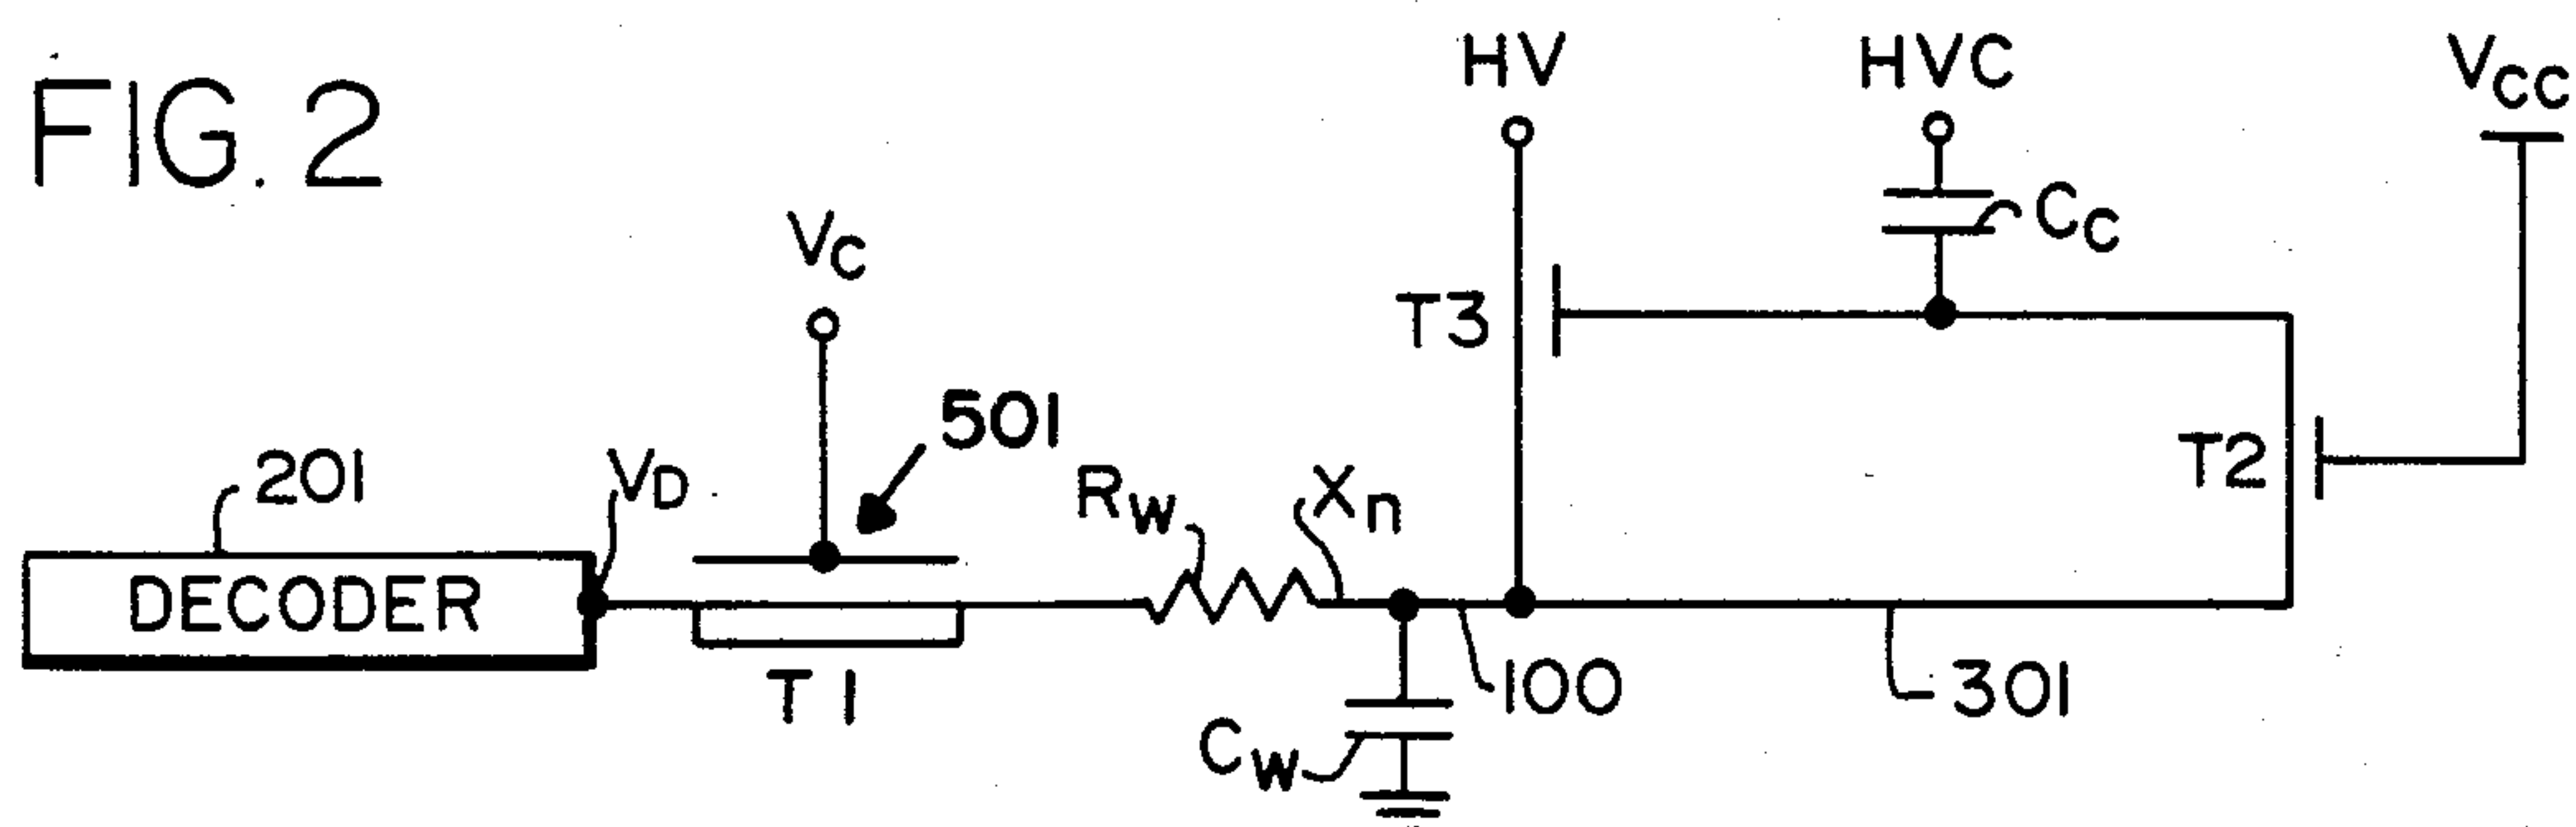 FIG. 2
HV
HVC
VCC
VC
CC
T3
501
T2
201
VD
RW
Xn
DECODER
T1
CW
100
301